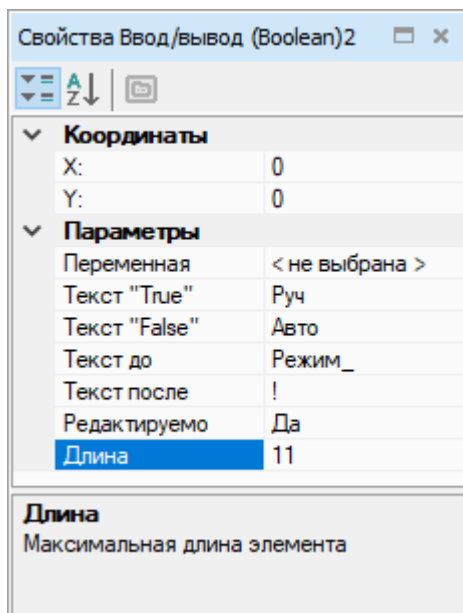 Свойства Ввод/вывод (Boolean)2
AZ
Координаты
X: 0
Y: 0
Параметры
Переменная < не выбрана >
Текст "True" Руч
Текст "False" Авто
Текст до Режим_
Текст после !
Редактируемо Да
Длина 11
Длина
Максимальная длина элемента